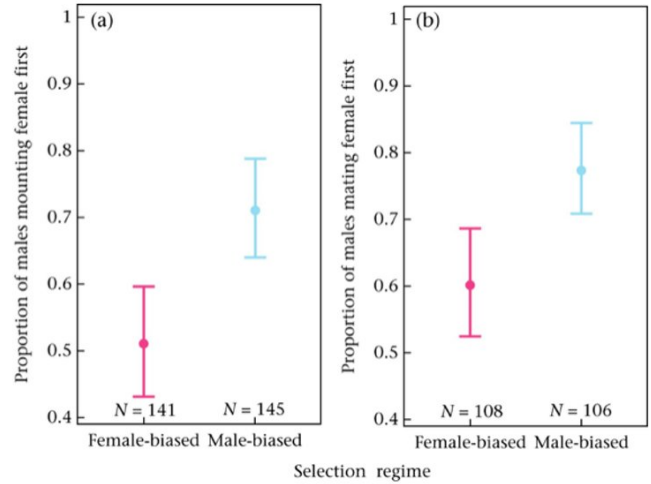 (a)
Proportion of males mounting female first
1
0.9
0.8
0.7
0.6
0.5
0.4
N = 141 N = 145
Female-biased Male-biased
(b)
Proportion of males mating female first
1
0.9
0.8
0.7
0.6
0.5
0.4
N = 108 N = 106
Female-biased Male-biased
Selection regime